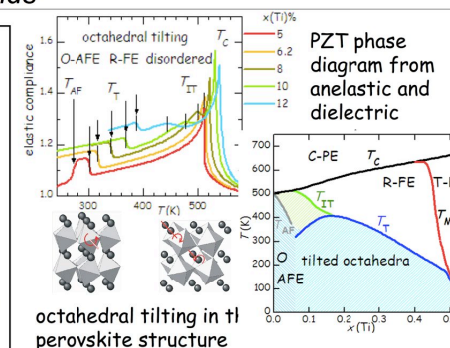 octahedral tilting
O-AFE R-FE disordered
T_AF
T_T
T_IT
T_C
elastic compliance
1.6
1.4
1.2
1.0
300
400
500
T(K)
x(Ti)%
5
6.2
8
10
12
PZT phase
diagram from
anelastic and
dielectric
C-PE
T_C
R-FE
T_IT
T_AF
T_T
O
AFE
tilted octahedra
T (K)
700
600
500
400
300
200
100
0
0.0
0.1
0.2
0.3
0.4
0.5
x(Ti)
octahedral tilting in
perovskite structure